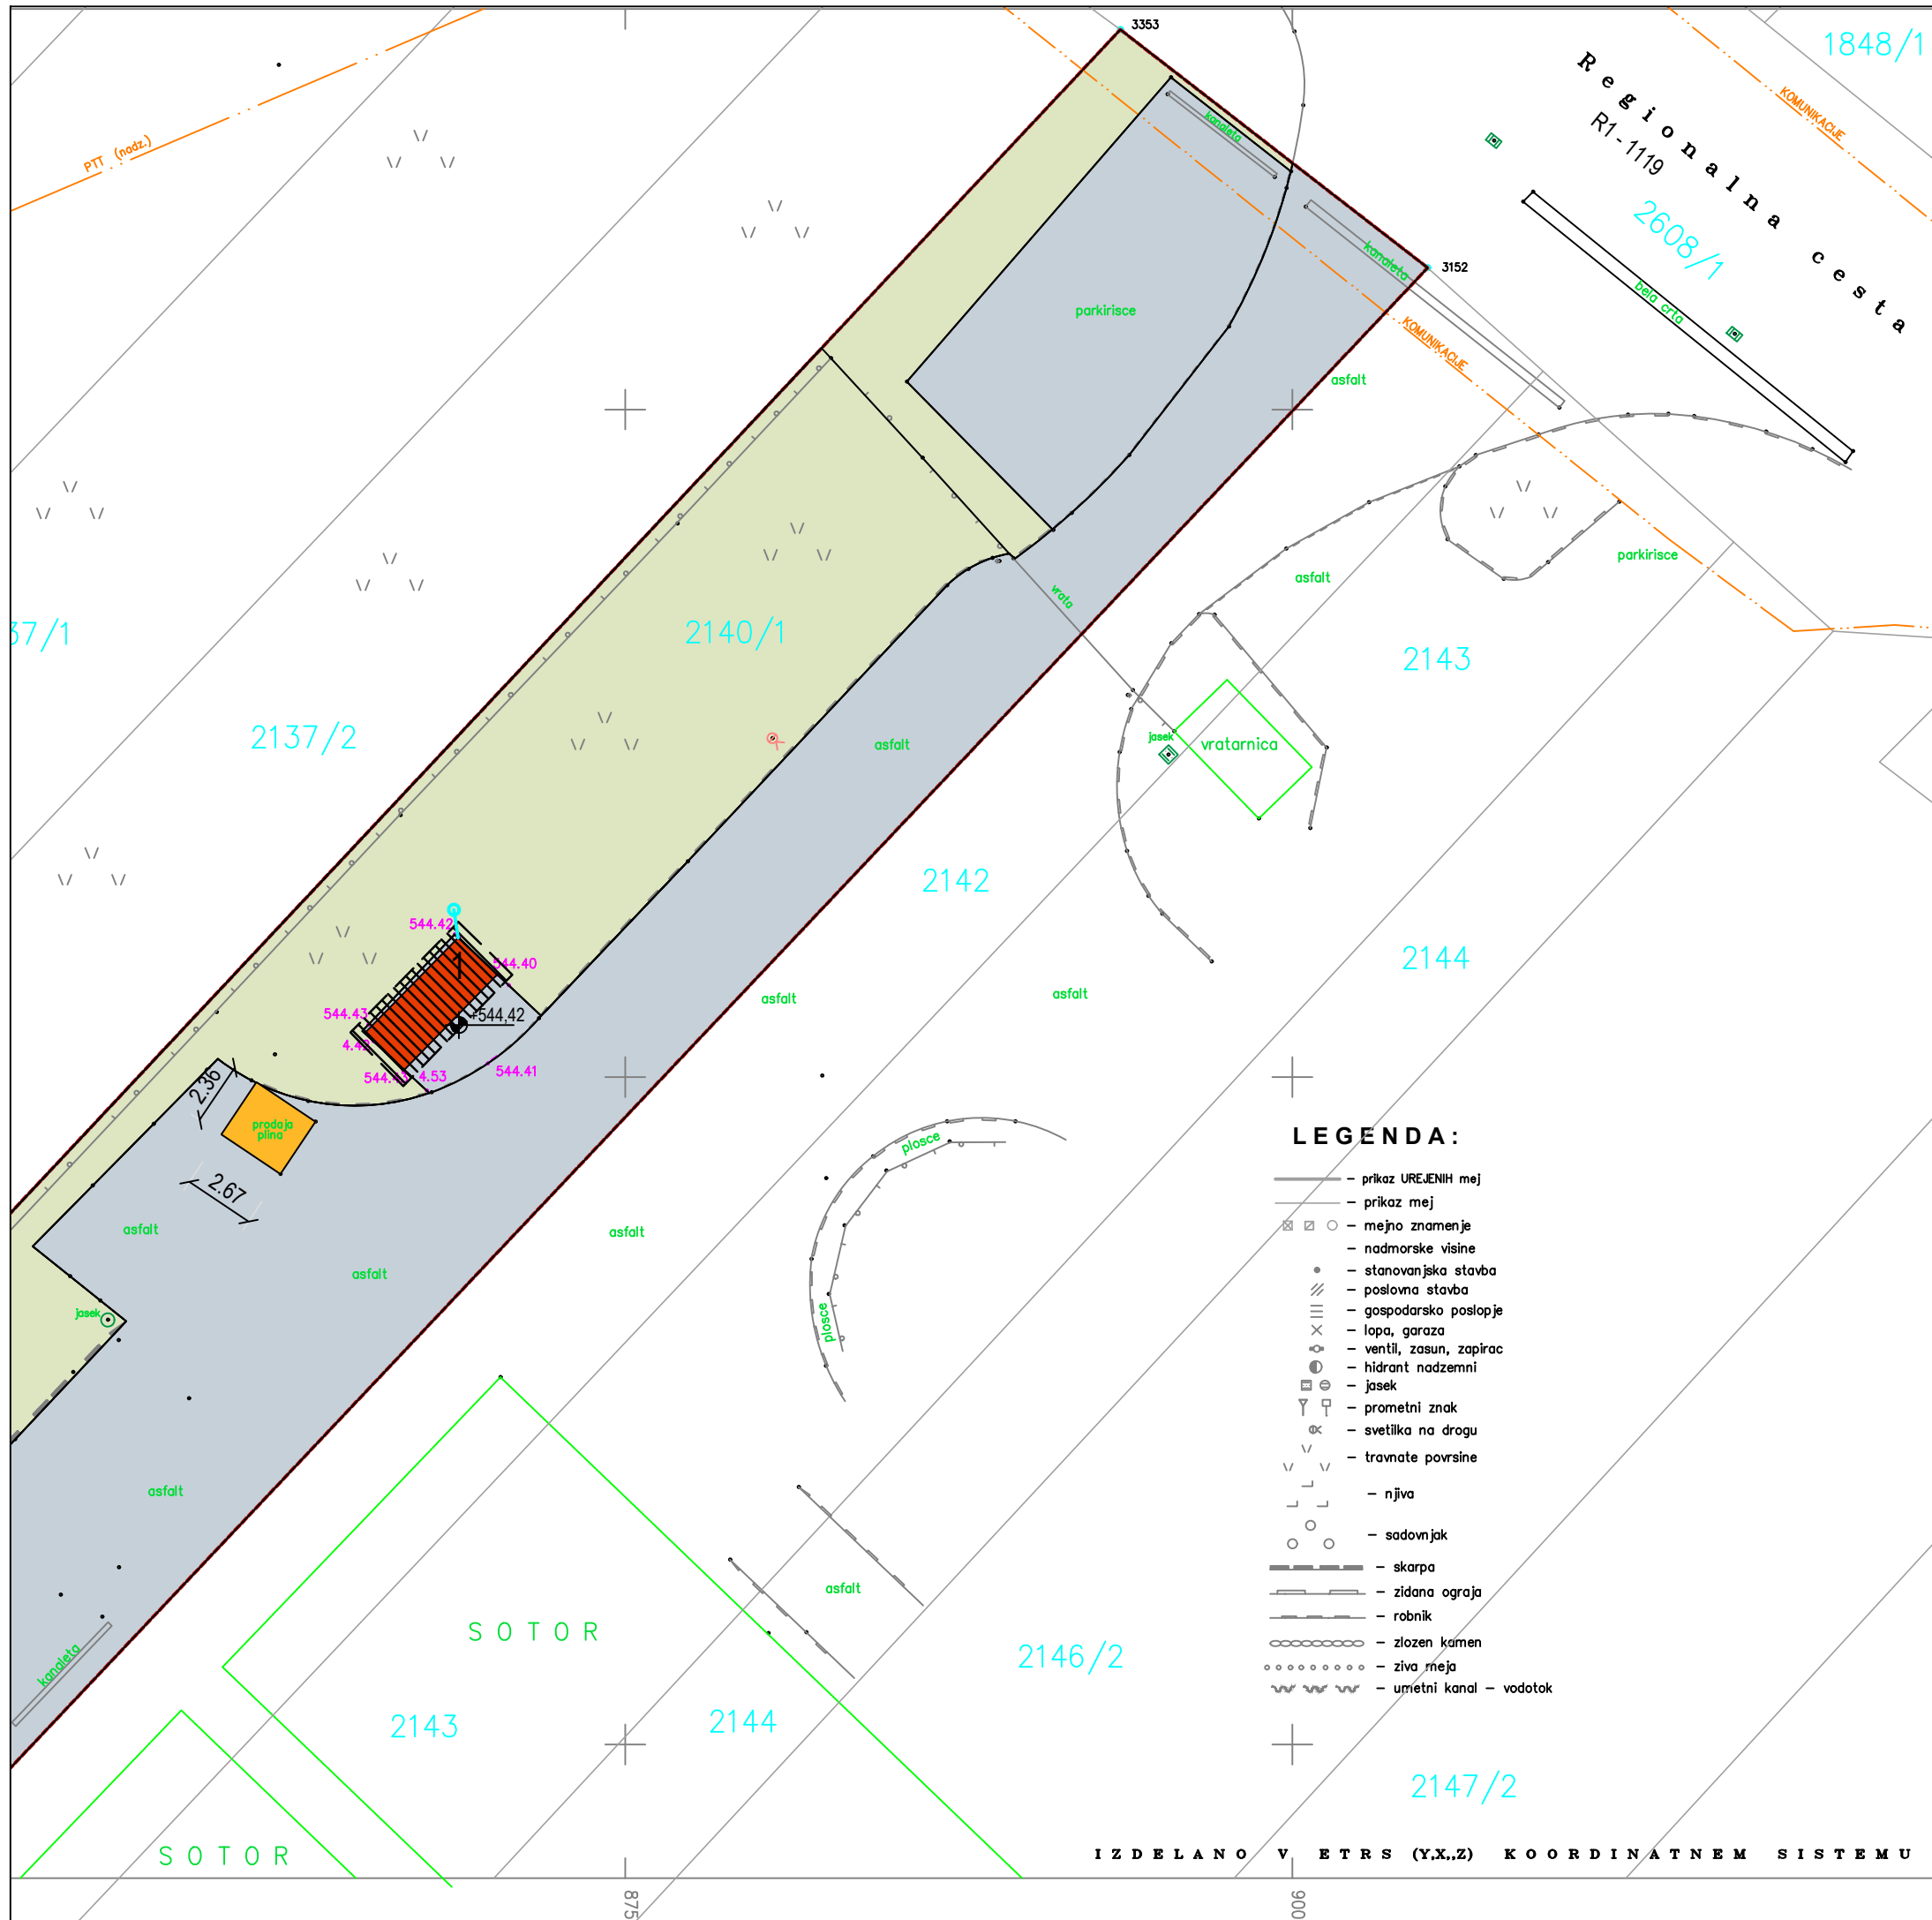 3353
1848/1
Regionalna cesta
R1-1119
2608/1
KOMUNIKACIJE
PTT (nadz.)
kanaleta
kanaleta
3152
bela crta
parkirisce
KOMUNIKACIJE
asfalt
parkirisce
asfalt
vrata
37/1
2140/1
2143
2137/2
asfalt
jasek
vratarnica
2142
544.42
1
544.40
2144
asfalt
asfalt
544.43
+544,42
544.41
4.53
2.36
prodaja
plina
2.67
plosce
asfalt
asfalt
asfalt
jasek
plosce
LEGENDA:
– prikaz UREJENIH mej
– prikaz mej
– mejno znamenje
– nadmorske visine
– stanovanjska stavba
– poslovna stavba
– gospodarsko poslopje
– lopa, garaza
– ventil, zasun, zapirac
– hidrant nadzemni
– jasek
– prometni znak
– svetilka na drogu
– travnate povrsine
– njiva
– sadovnjak
– skarpa
– zidana ograja
– robnik
– zlozen kamen
– ziva meja
– umetni kanal – vodotok
asfalt
asfalt
SOTOR
kanaleta
2146/2
2143
2144
2147/2
SOTOR
IZDELANO V ETRS (Y,X,,Z) KOORDINATNEM SISTEMU
875
900